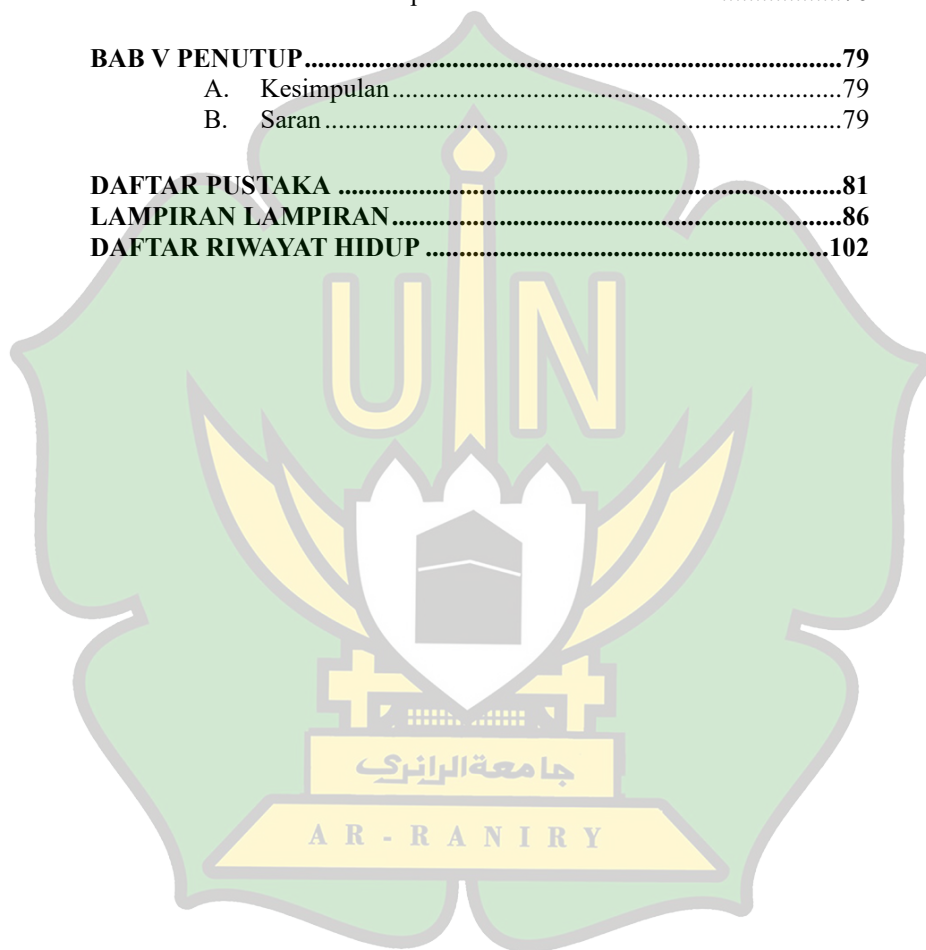 BAB V PENUTUP...............................................................................79
A. Kesimpulan..................................................................79
B. Saran............................................................................79
DAFTAR PUSTAKA ..........................................................................81
LAMPIRAN LAMPIRAN..................................................................86
DAFTAR RIWAYAT HIDUP ...........................................................102
UIN
جامعة الرانري
AR-RANIRY